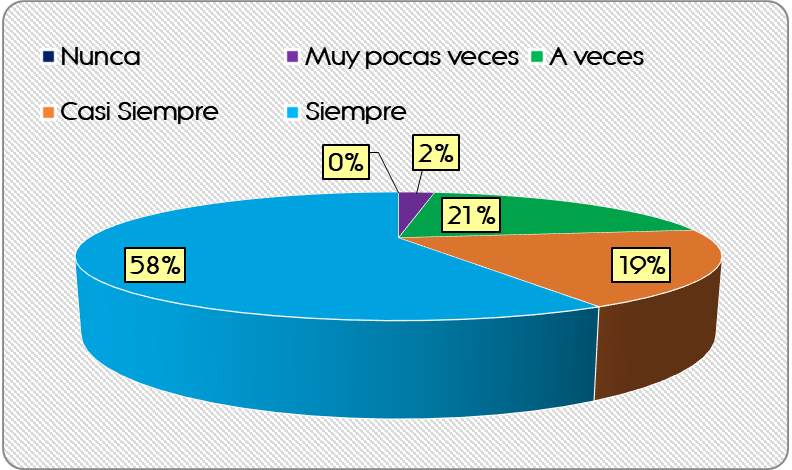 Nunca Muy pocas veces A veces
Casi Siempre Siempre
0% 2%
21%
58% 19%